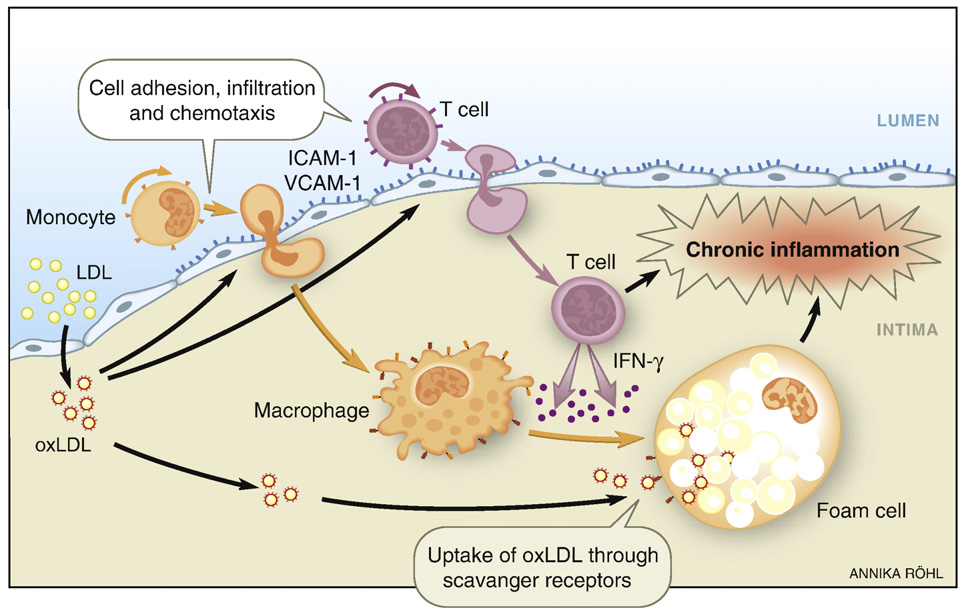 Cell adhesion, infiltration
and chemotaxis
T cell
LUMEN
ICAM-1
VCAM-1
Monocyte
LDL
T cell
Chronic inflammation
INTIMA
IFN-γ
Macrophage
oxLDL
Foam cell
Uptake of oxLDL through
scavanger receptors
ANNIKA RÖHL